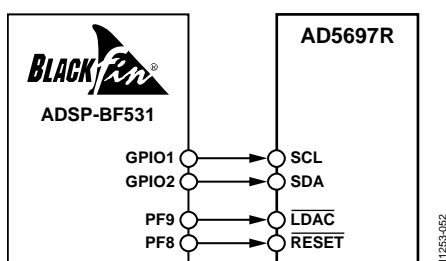 BLACKfin®
ADSP-BF531
AD5697R
GPIO1
SCL
GPIO2
SDA
PF9
LDAC
PF8
RESET
11253-052